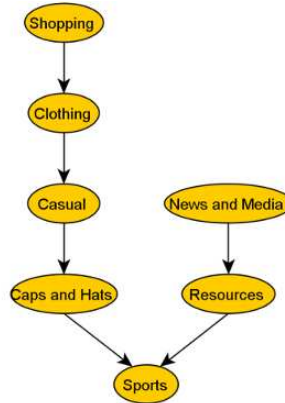 Shopping
Clothing
Casual
News and Media
Caps and Hats
Resources
Sports